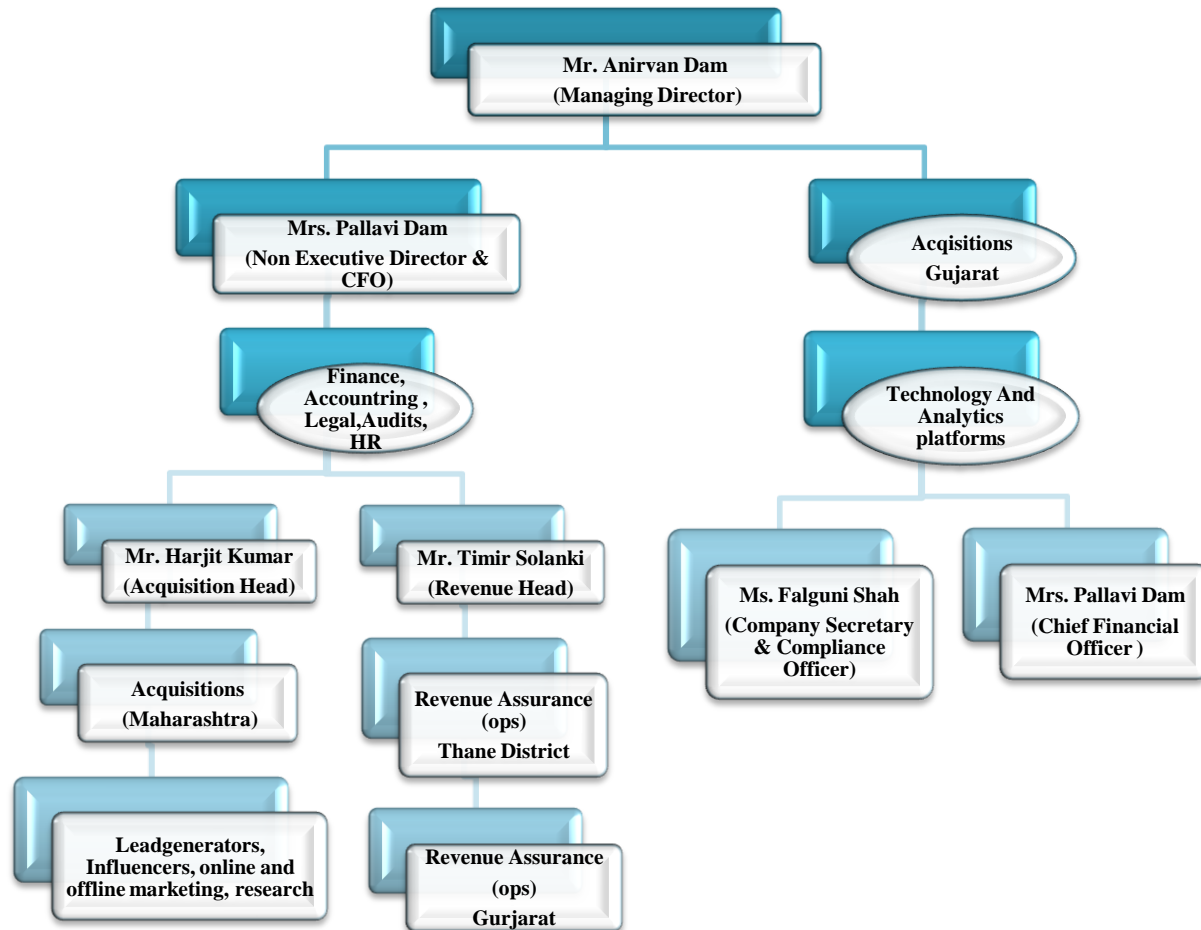 Mr. Anirvan Dam
(Managing Director)
Mrs. Pallavi Dam
(Non Executive Director &
CFO)
Acqisitions
Gujarat
Finance,
Accountring ,
Legal,Audits,
HR
Technology And
Analytics
platforms
Mr. Harjit Kumar
(Acquisition Head)
Mr. Timir Solanki
(Revenue Head)
Ms. Falguni Shah
(Company Secretary
& Compliance
Officer)
Mrs. Pallavi Dam
(Chief Financial
Officer )
Acquisitions
(Maharashtra)
Revenue Assurance
(ops)
Thane District
Leadgenerators,
Influencers, online and
offline marketing, research
Revenue Assurance
(ops)
Gurjarat